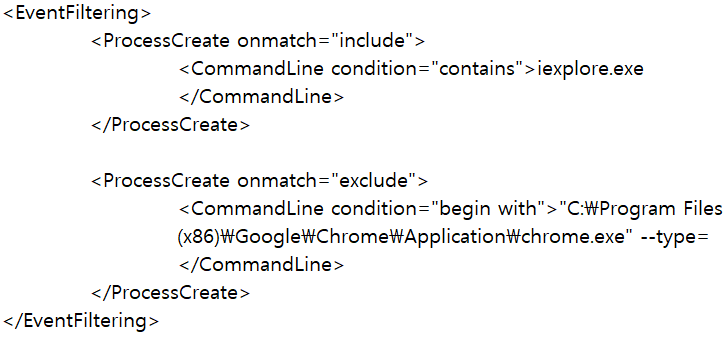 <EventFiltering>
<ProcessCreate onmatch="include">
<CommandLine condition="contains">iexplore.exe
</CommandLine>
</ProcessCreate>
<ProcessCreate onmatch="exclude">
<CommandLine condition="begin with">"C:₩Program Files
(x86)₩Google₩Chrome₩Application₩chrome.exe" --type=
</CommandLine>
</ProcessCreate>
</EventFiltering>